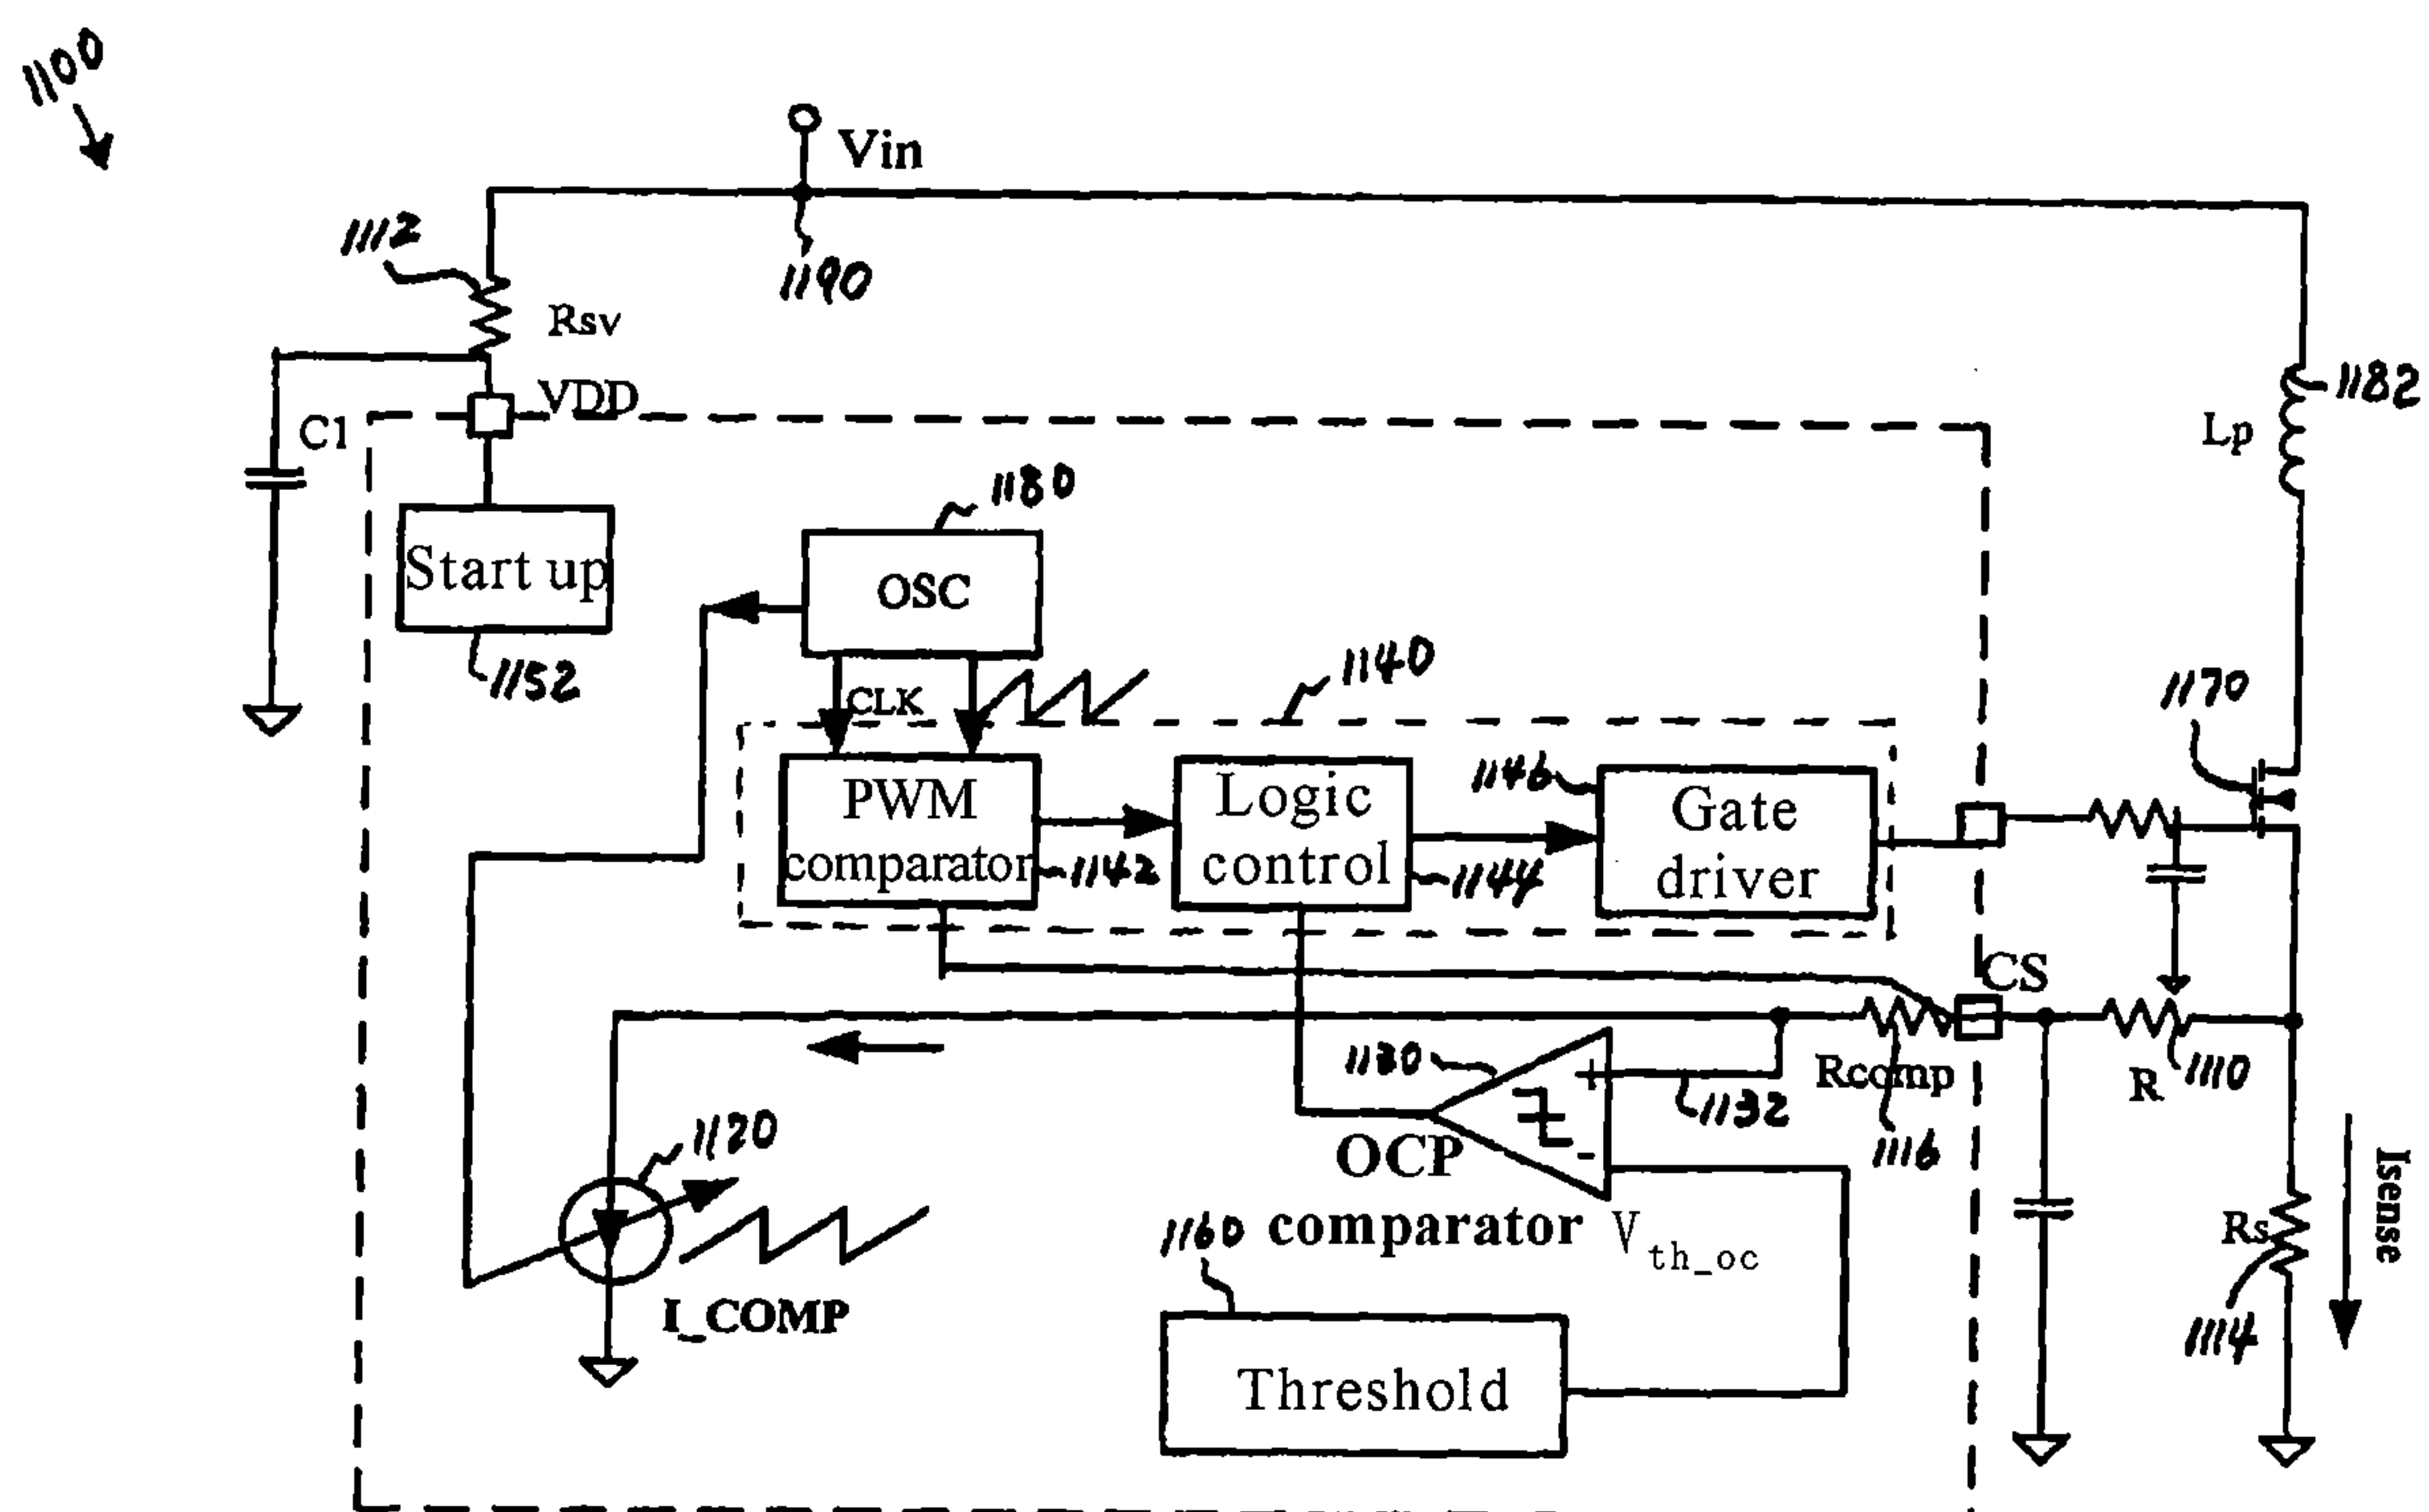 1100
Vin
1112
1190
Rsv
1182
VDD
C1
Lp
1180
Start up
OSC
1152
1140
CLK
1170
PWM
comparator
1142
Logic
control
1144
1146
Gate
driver
CS
1130
+
1132
Rcomp
R
1110
1120
OCP
comparator
-
1116
Isense
1160
V th_oc
Rs
I_COMP
1114
Threshold